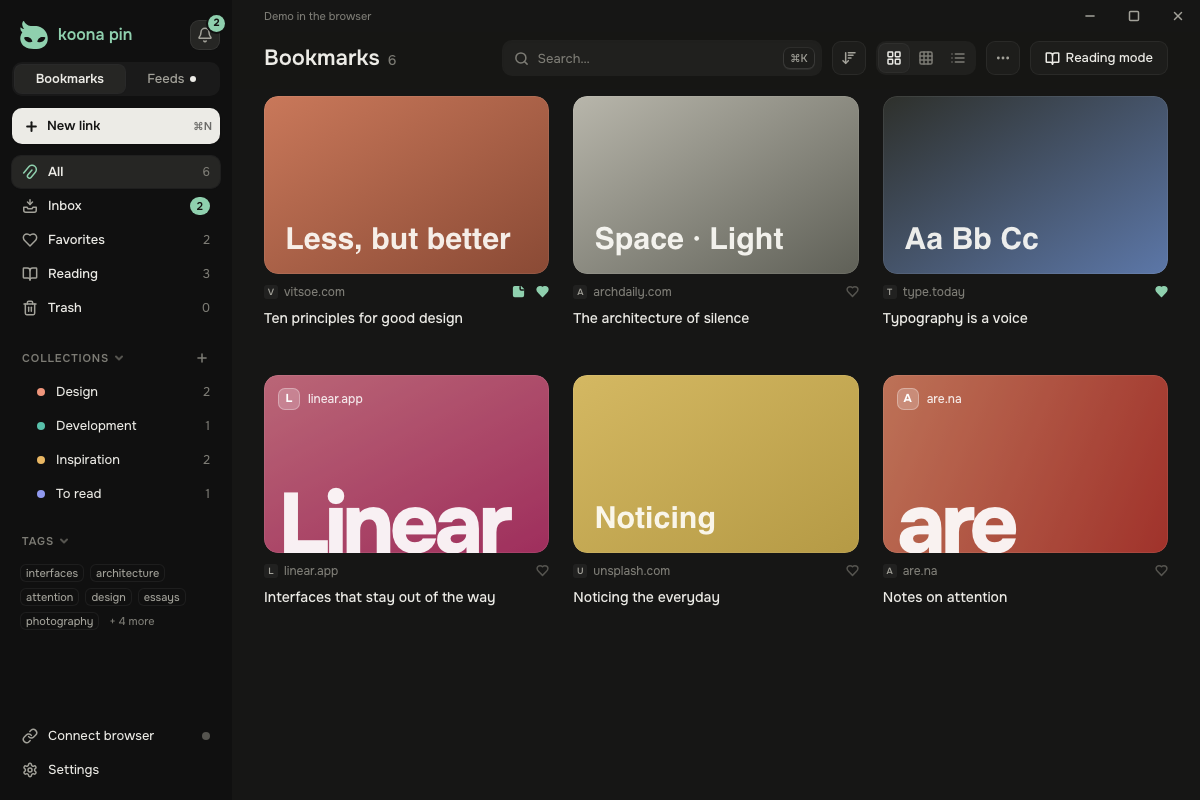 koona pin
2
Bookmarks
Feeds
New link
⌘N
All
6
Inbox
2
Favorites
2
Reading
3
Trash
0
COLLECTIONS
Design
2
Development
1
Inspiration
2
To read
1
TAGS
interfaces
architecture
attention
design
essays
photography
+ 4 more
Connect browser
Settings
Demo in the browser
Bookmarks 6
Search...
⌘K
Reading mode
Less, but better
V
vitsoe.com
Ten principles for good design
Space · Light
A
archdaily.com
The architecture of silence
Aa Bb Cc
T
type.today
Typography is a voice
L
linear.app
Linear
L
linear.app
Interfaces that stay out of the way
Noticing
U
unsplash.com
Noticing the everyday
A
are.na
are
A
are.na
Notes on attention